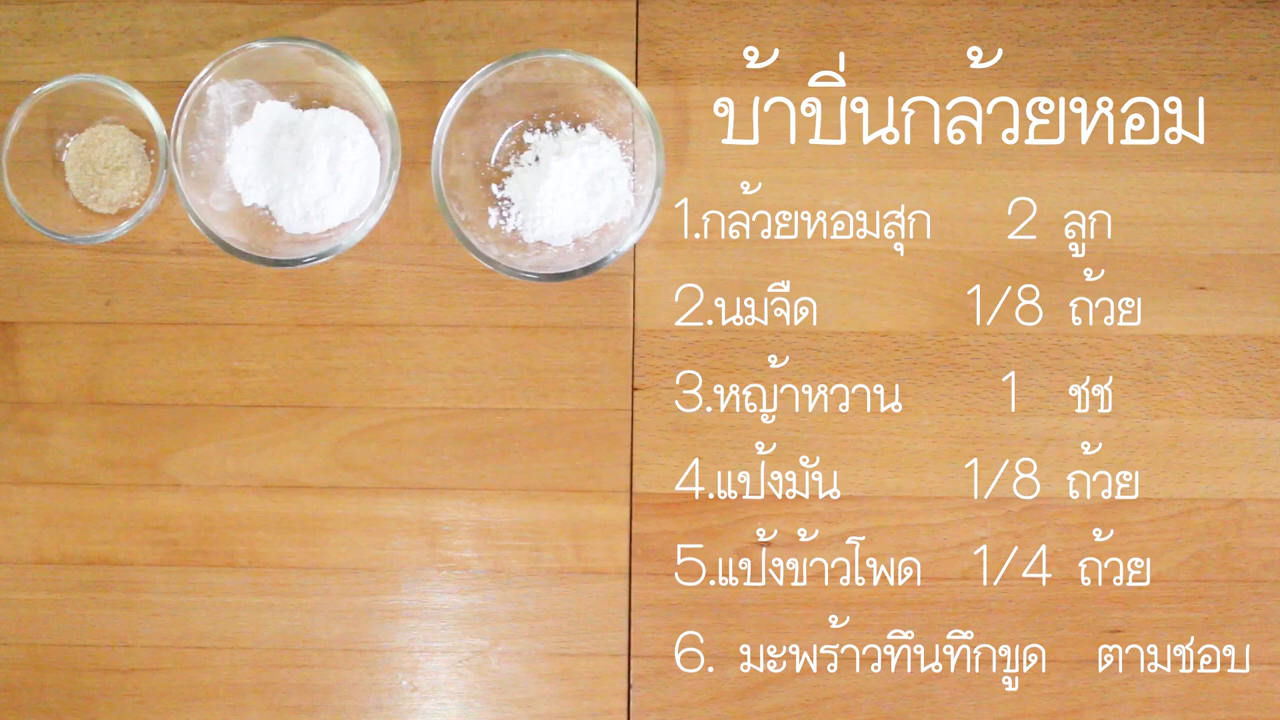 บ้าบิ่นกล้วยหอม
1.กล้วยหอมสุก 2 ลูก
2.นมจืด 1/8 ถ้วย
3.หญ้าหวาน 1 ชช
4.แป้งมัน 1/8 ถ้วย
5.แป้งข้าวโพด 1/4 ถ้วย
6. มะพร้าวทึนทึกขูด ตามชอบ